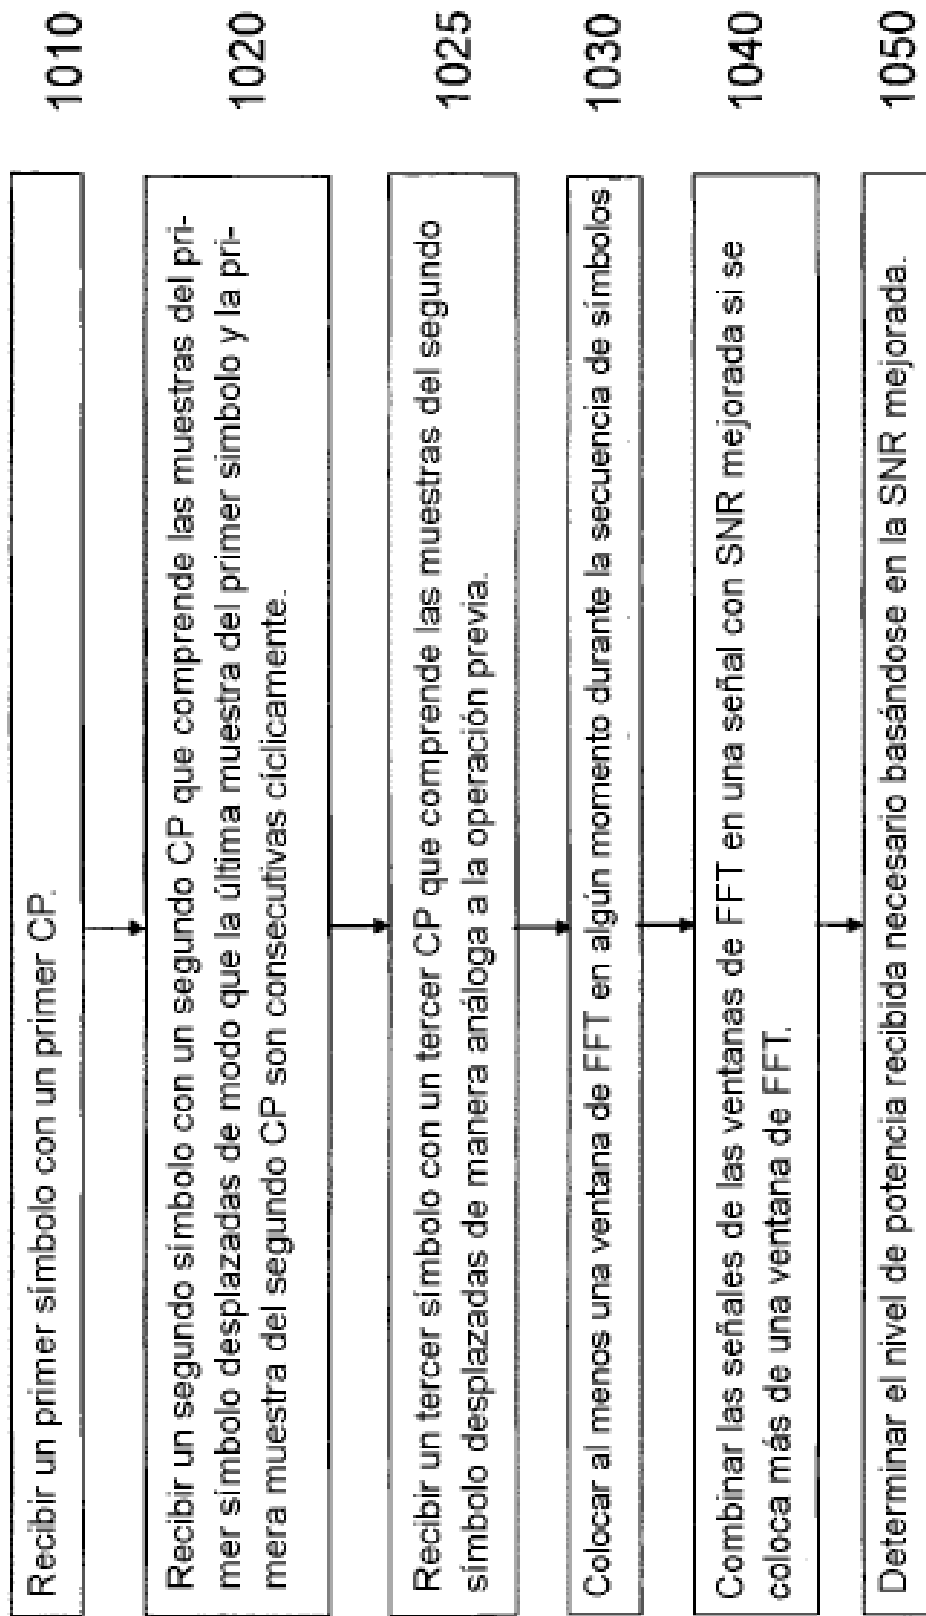 Recibir un primer símbolo con un primer CP.
1010
Recibir un segundo símbolo con un segundo CP que comprende las muestras del pri-
mer símbolo desplazadas de modo que la última muestra del primer símbolo y la pri-
mera muestra del segundo CP son consecutivas cíclicamente.
1020
Recibir un tercer símbolo con un tercer CP que comprende las muestras del segundo
símbolo desplazadas de manera análoga a la operación previa.
1025
Colocar al menos una ventana de FFT en algún momento durante la secuencia de símbolos
1030
Combinar las señales de las ventanas de FFT en una señal con SNR mejorada si se
coloca más de una ventana de FFT.
1040
Determinar el nivel de potencia recibida necesario basándose en la SNR mejorada.
1050